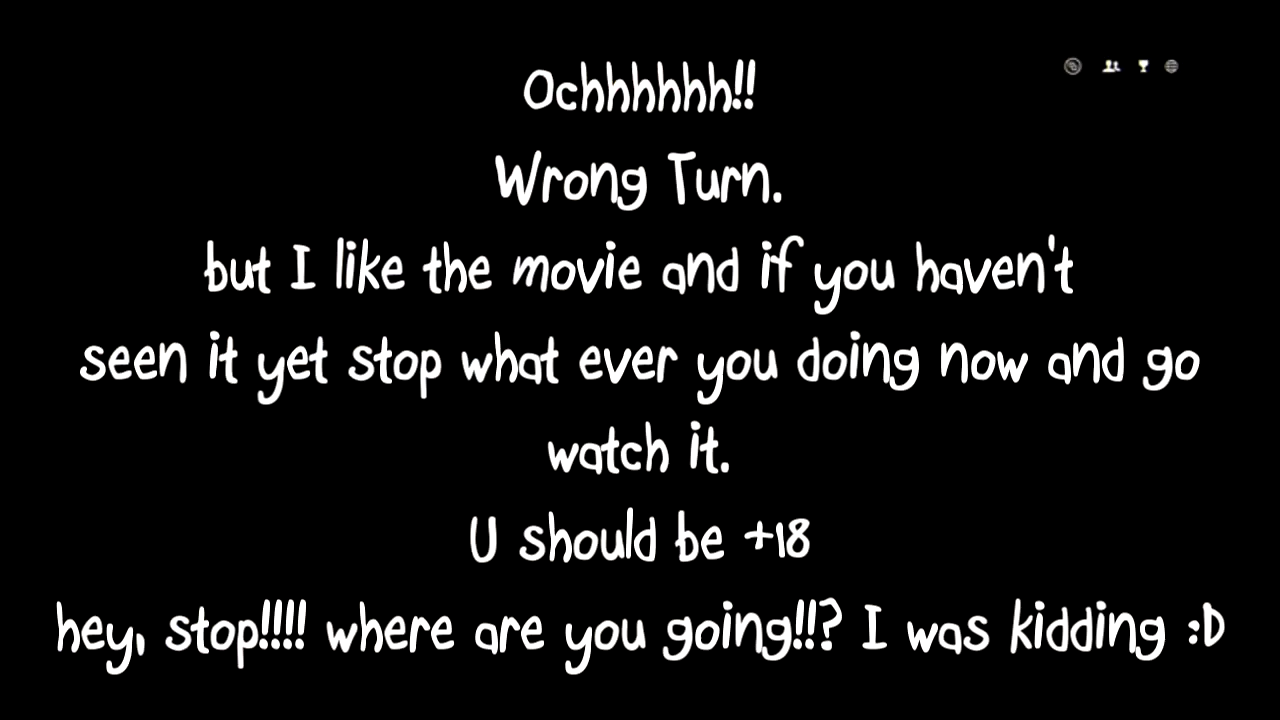 Ochhhhhh!!
Wrong Turn.
but I like the movie and if you haven't
seen it yet stop what ever you doing now and go
watch it.
U should be +18
hey, stop!!!! where are you going!!? I was kidding :D